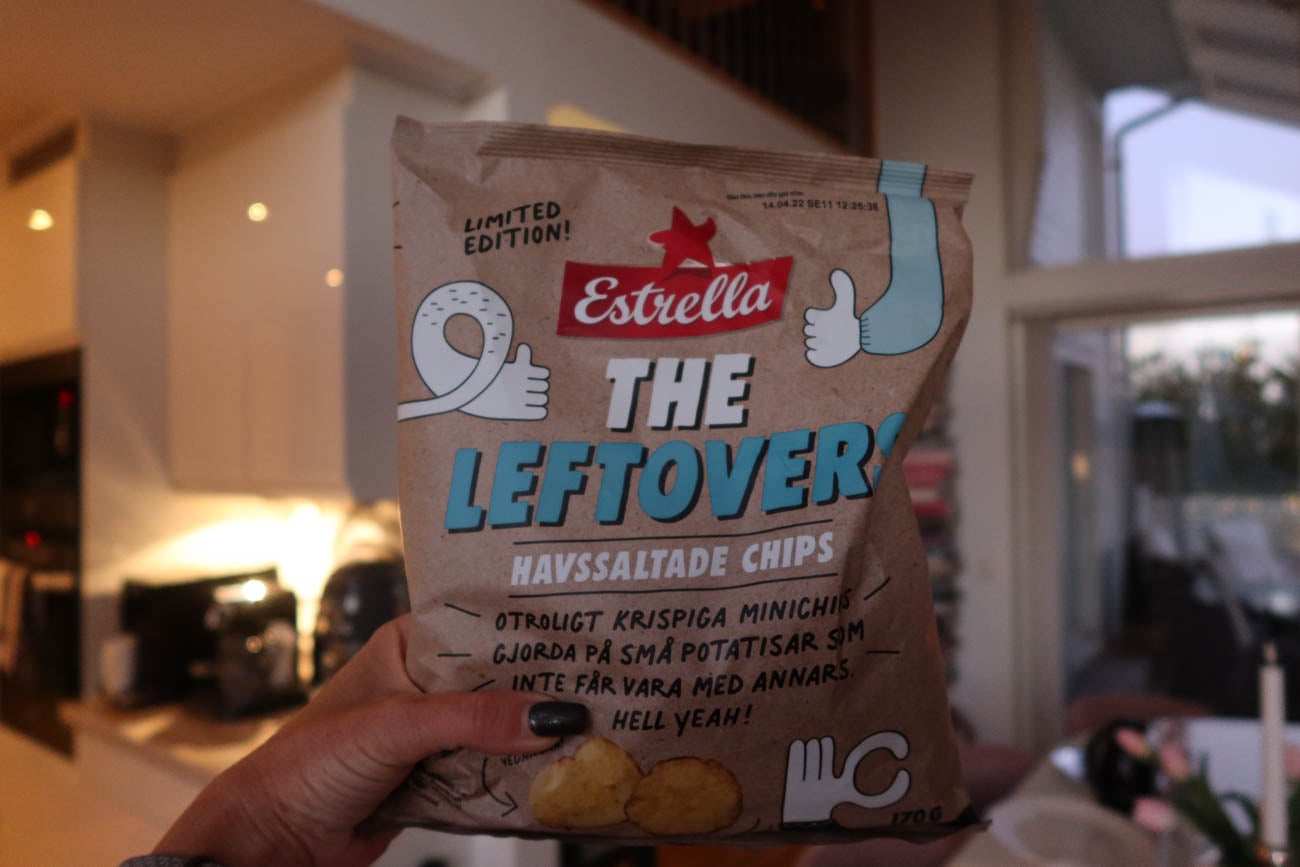 LIMITED
EDITION!
14.04.22 SE11 12:25:36
Estrella
THE
LEFTOVERS
HAVSSALTADE CHIPS
OTROLIGT KRISPIGA MINICHIPS
GJORDA PÅ SMÅ POTATISAR SOM
INTE FÅR VARA MED ANNARS.
HELL YEAH!
170 G